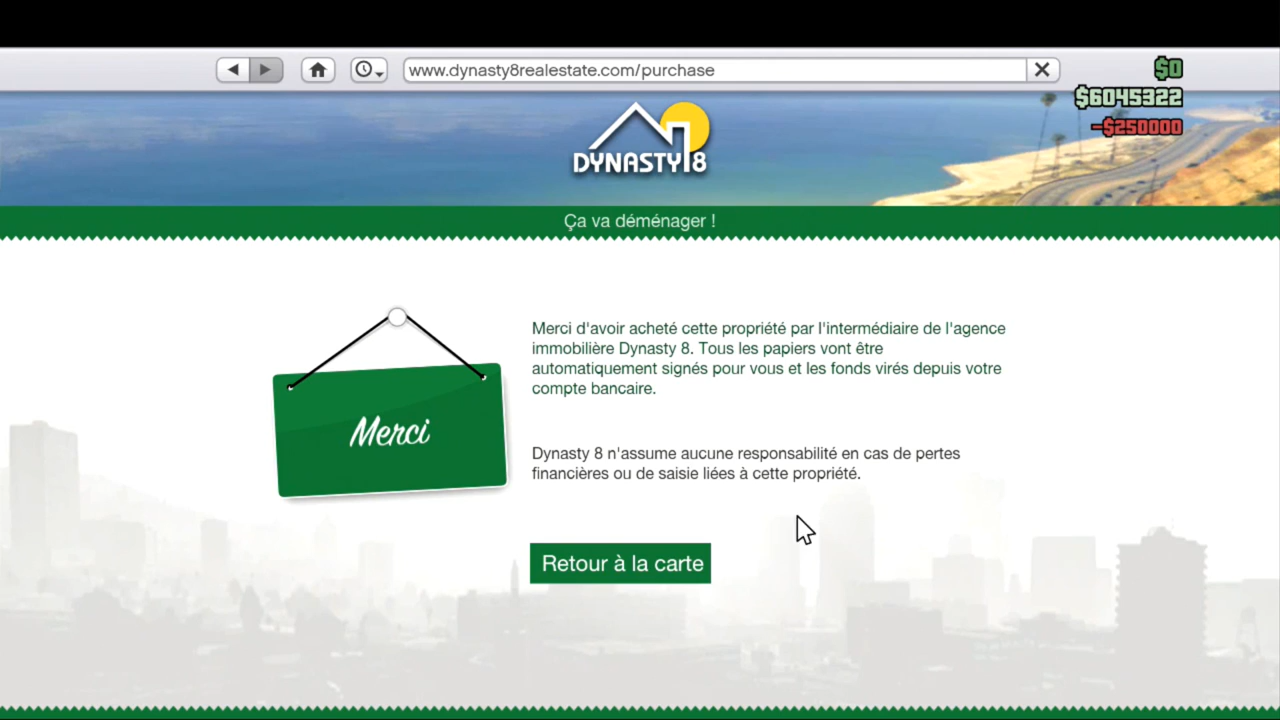 www.dynasty8realestate.com/purchase
$0
$6045322
-$250000
DYNASTY 8
Ça va déménager !
Merci d'avoir acheté cette propriété par l'intermédiaire de l'agence
immobilière Dynasty 8. Tous les papiers vont être
automatiquement signés pour vous et les fonds virés depuis votre
compte bancaire.
Merci
Dynasty 8 n'assume aucune responsabilité en cas de pertes
financières ou de saisie liées à cette propriété.
Retour à la carte